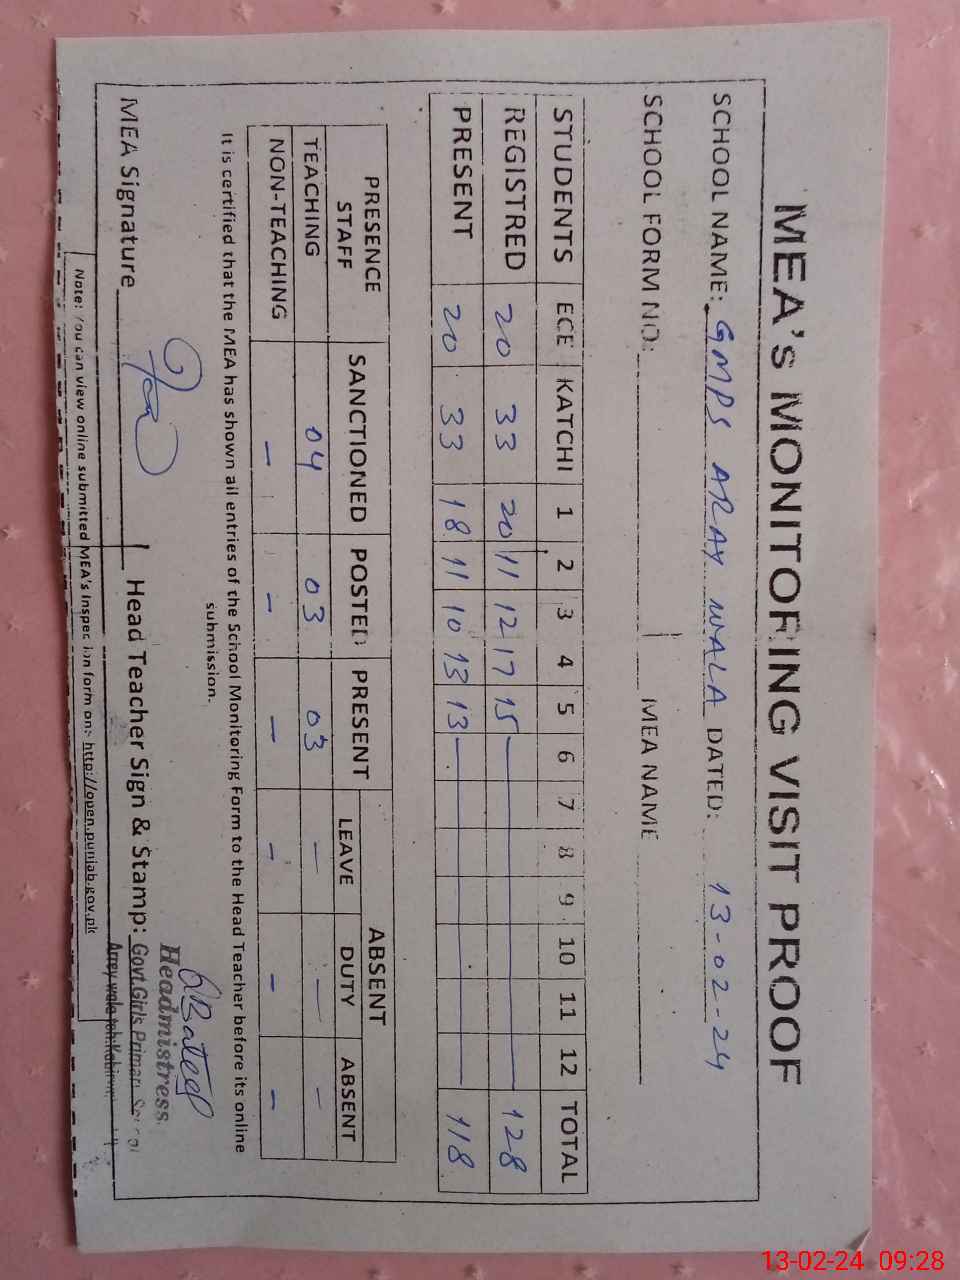 MEA's MONITORING VISIT PROOF
SCHOOL NAME: GMPS ARAY WALA DATED: 13-02-24
SCHOOL FORM NO: MEA NAME
STUDENTS ECE KATCHI 1 2 3 4 5 6 7 8 9 10 11 12 TOTAL
REGISTRED 20 33 20 11 12 17 15 128
PRESENT 20 33 18 11 10 13 13 118
PRESENCE STAFF SANCTIONED POSTED PRESENT ABSENT
LEAVE DUTY ABSENT
TEACHING 04 03 03 - - -
NON-TEACHING - - - - - -
It is certified that the MEA has shown all entries of the School Monitoring Form to the Head Teacher before its online
submission.
MEA Signature Head Teacher Sign & Stamp:
Headmistress
Govt.Girls Primary School
Arrey wala teh:
Note: You can view online submitted MEA's Inspection form on:- http://open.punjab.gov.pk
13-02-24 09:28